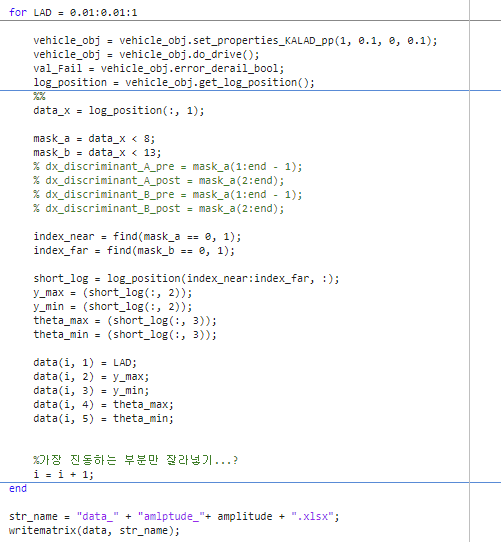 for LAD = 0.01:0.01:1
vehicle_obj = vehicle_obj.set_properties_KALAD_pp(1, 0.1, 0, 0.1);
vehicle_obj = vehicle_obj.do_drive();
val_Fail = vehicle_obj.error_derail_bool;
log_position = vehicle_obj.get_log_position();
%%
data_x = log_position(:, 1);
mask_a = data_x < 8;
mask_b = data_x < 13;
% dx_discriminant_A_pre = mask_a(1:end - 1);
% dx_discriminant_A_post = mask_a(2:end);
% dx_discriminant_B_pre = mask_a(1:end - 1);
% dx_discriminant_B_post = mask_a(2:end);
index_near = find(mask_a == 0, 1);
index_far = find(mask_b == 0, 1);
short_log = log_position(index_near:index_far, :);
y_max = (short_log(:, 2));
y_min = (short_log(:, 2));
theta_max = (short_log(:, 3));
theta_min = (short_log(:, 3));
data(i, 1) = LAD;
data(i, 2) = y_max;
data(i, 3) = y_min;
data(i, 4) = theta_max;
data(i, 5) = theta_min;
%가장 진동하는 부분만 잘라넣기...?
i = i + 1;
end
str_name = "data_" + "amlptude_"+ amplitude + ".xlsx";
writematrix(data, str_name);